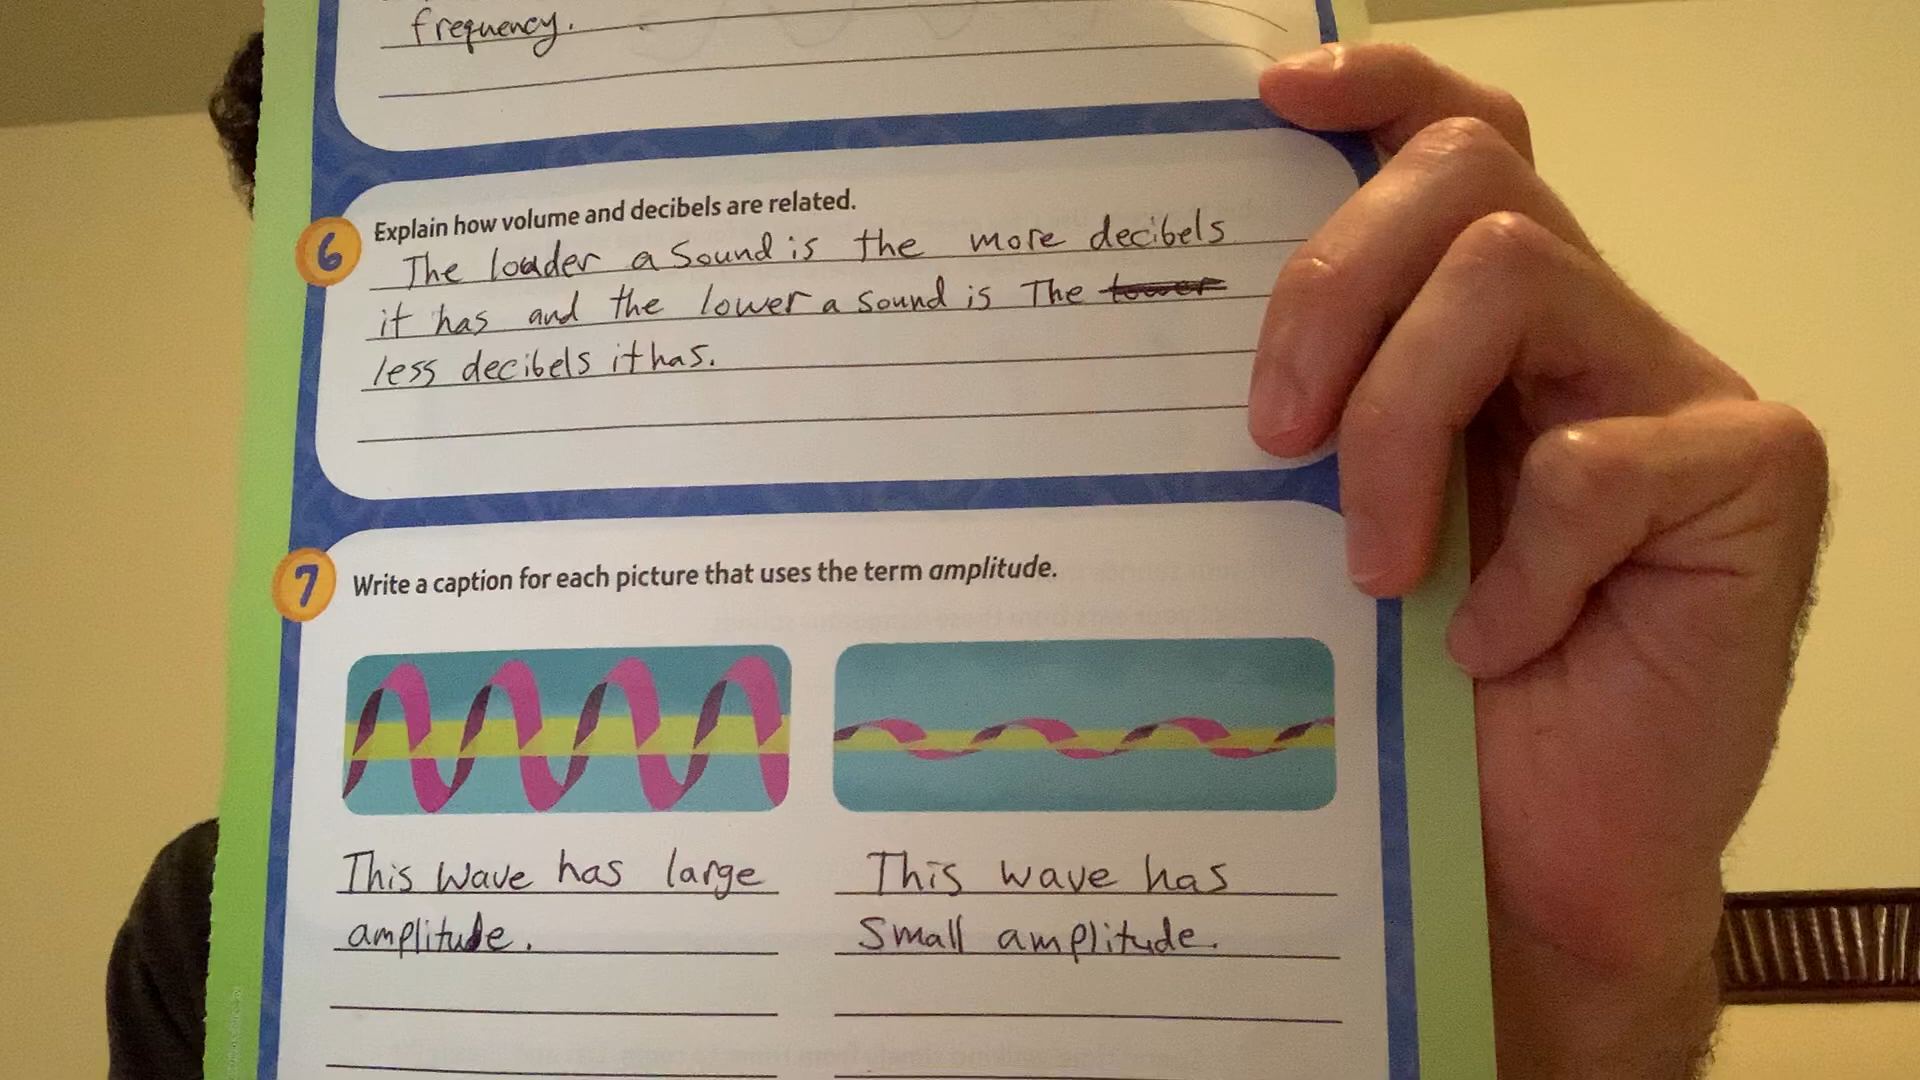 frequency.
6
Explain how volume and decibels are related.
The louder a sound is the more decibels
it has and the lower a sound is The lower
less decibels it has.
7
Write a caption for each picture that uses the term amplitude.
This wave has large
amplitude.
This wave has
small amplitude.